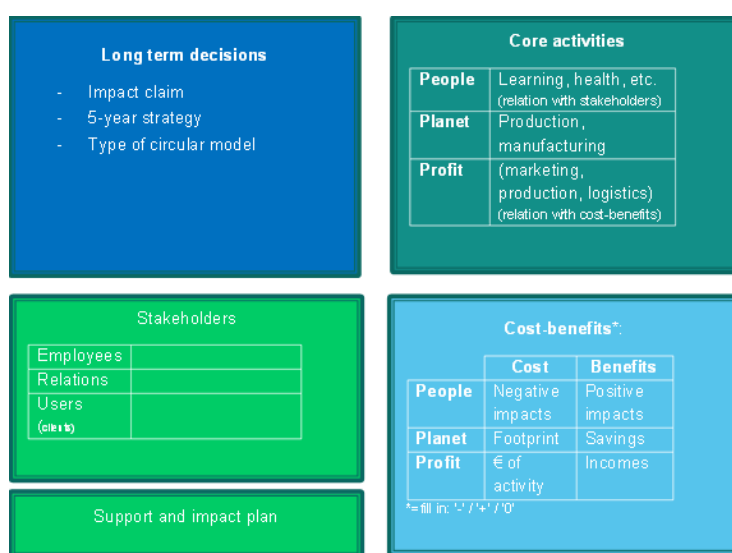 Long term decisions
- Impact claim
- 5-year strategy
- Type of circular model
Core activities
People Learning, health, etc.
(relation with stakeholders)
Planet Production,
manufacturing
Profit (marketing,
production, logistics)
(relation with cost-benefits)
Stakeholders
Employees
Relations
Users
(clients)
Support and impact plan
Cost-benefits*:
Cost Benefits
People Negative Positive
impacts impacts
Planet Footprint Savings
Profit € of Incomes
activity
*= fill in: '-' / '+' / '0'